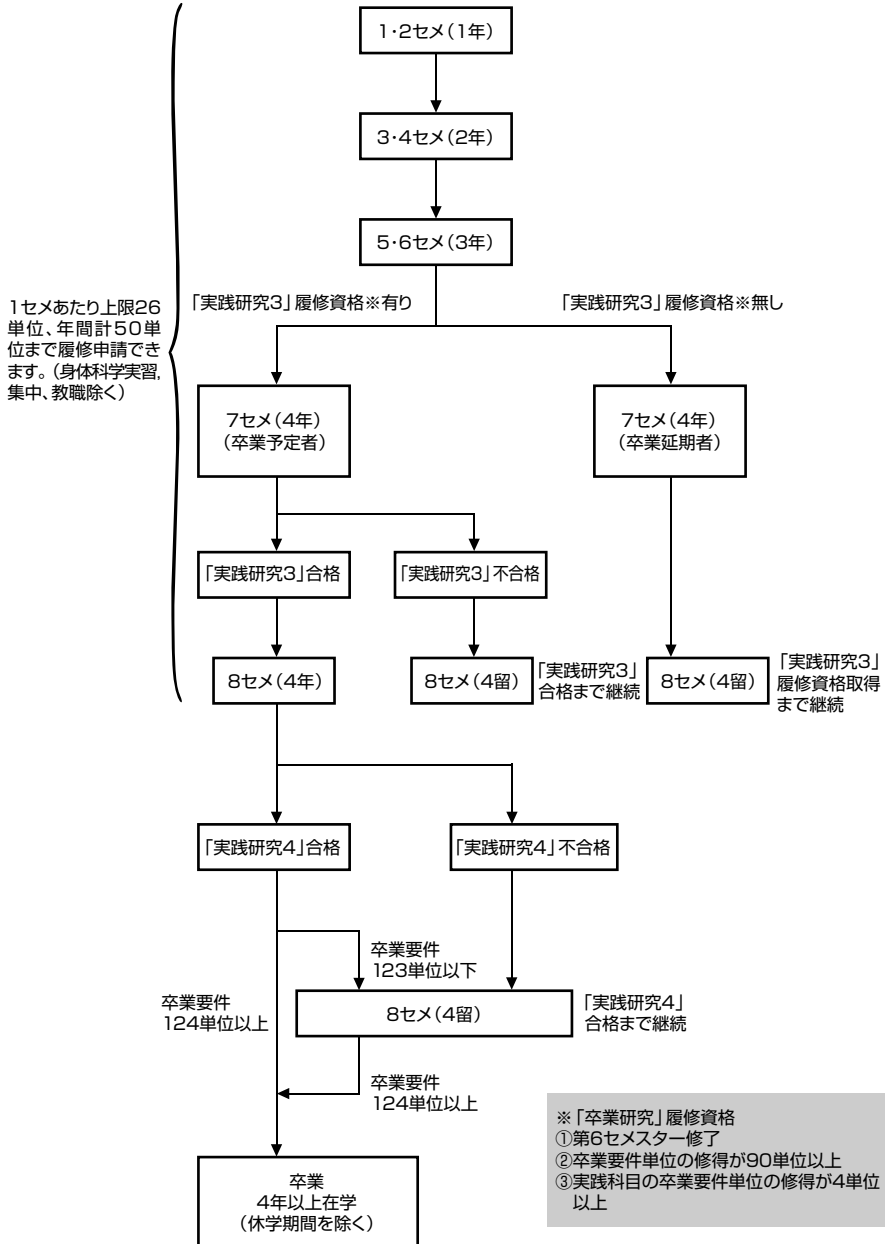 1・2セメ（1年）
3・4セメ（2年）
5・6セメ（3年）
1セメあたり上限26
単位、年間計50単
位まで履修申請でき
ます。（身体科学実習,
集中、教職除く）
「実践研究3」履修資格※有り
「実践研究3」履修資格※無し
7セメ（4年）
（卒業予定者）
7セメ（4年）
（卒業延期者）
「実践研究3」合格
「実践研究3」不合格
8セメ（4年）
8セメ（4留）
「実践研究3」
合格まで継続
8セメ（4留）
「実践研究3」
履修資格取得
まで継続
「実践研究4」合格
「実践研究4」不合格
卒業要件
123単位以下
卒業要件
124単位以上
8セメ（4留）
「実践研究4」
合格まで継続
卒業要件
124単位以上
卒業
4年以上在学
（休学期間を除く）
※「卒業研究」履修資格
①第6セメスター修了
②卒業要件単位の修得が90単位以上
③実践科目の卒業要件単位の修得が4単位
以上